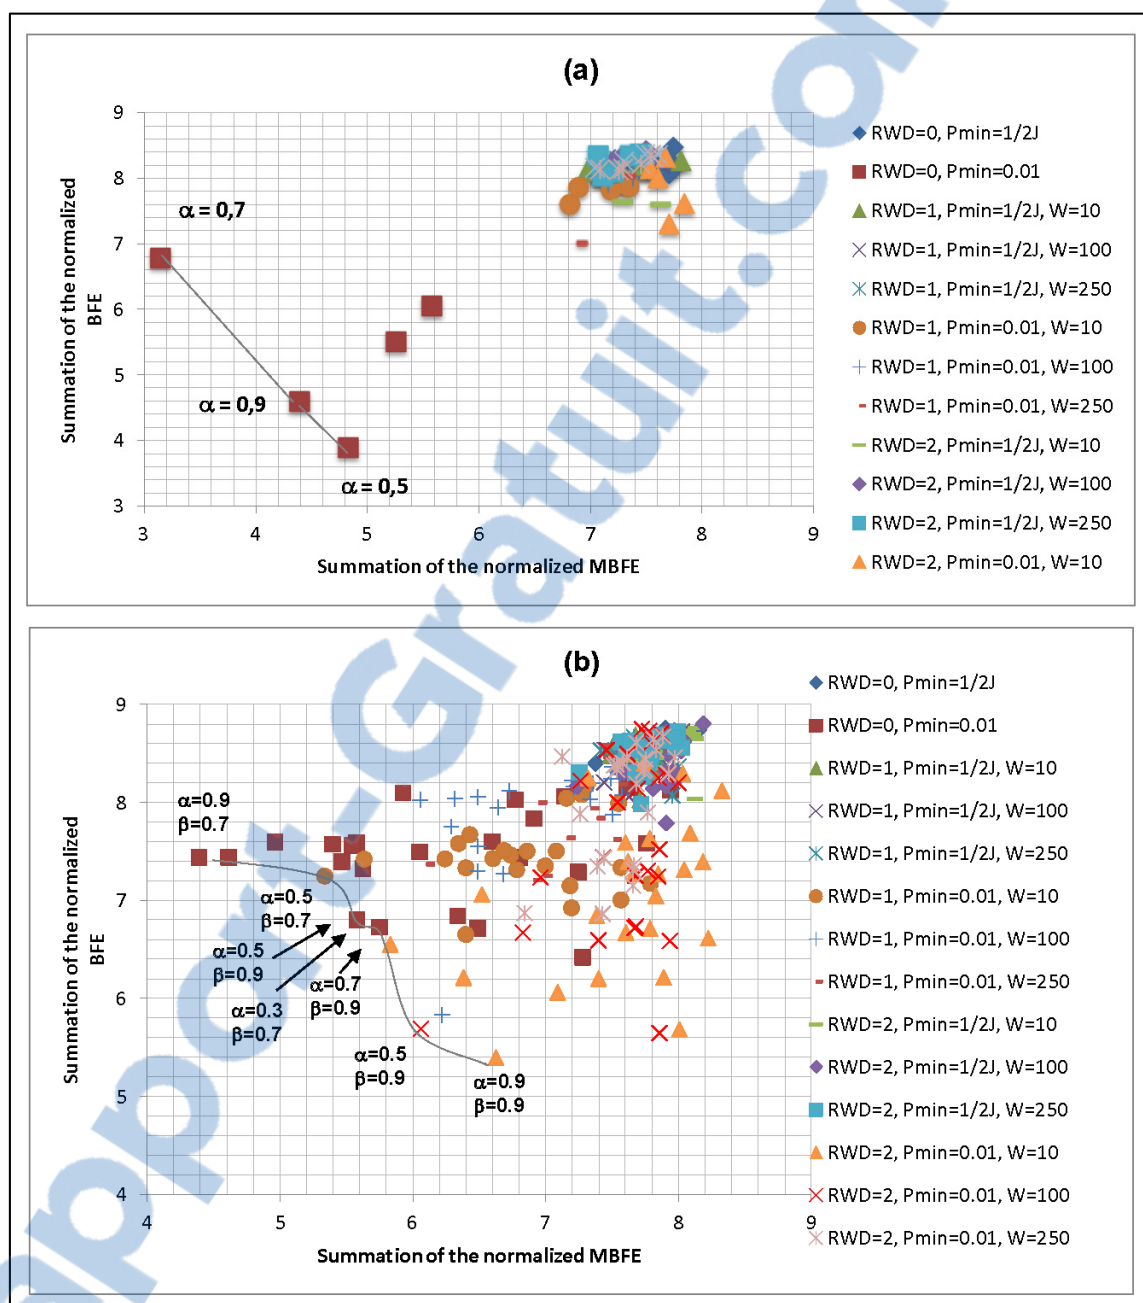 (a)
9
8
7
6
5
4
3
3
4
5
6
7
8
9
Summation of the normalized
BFE
Summation of the normalized MBFE
α = 0,7
α = 0,9
α = 0,5
RWD=0, Pmin=1/2J
RWD=0, Pmin=0.01
RWD=1, Pmin=1/2J, W=10
RWD=1, Pmin=1/2J, W=100
RWD=1, Pmin=1/2J, W=250
RWD=1, Pmin=0.01, W=10
RWD=1, Pmin=0.01, W=100
RWD=1, Pmin=0.01, W=250
RWD=2, Pmin=1/2J, W=10
RWD=2, Pmin=1/2J, W=100
RWD=2, Pmin=1/2J, W=250
RWD=2, Pmin=0.01, W=10
(b)
9
8
7
6
5
4
4
5
6
7
8
9
Summation of the normalized
BFE
Summation of the normalized MBFE
α=0.9
β=0.7
α=0.5
β=0.7
α=0.5
β=0.9
α=0.3
β=0.7
α=0.7
β=0.9
α=0.5
β=0.9
α=0.9
β=0.9
RWD=0, Pmin=1/2J
RWD=0, Pmin=0.01
RWD=1, Pmin=1/2J, W=10
RWD=1, Pmin=1/2J, W=100
RWD=1, Pmin=1/2J, W=250
RWD=1, Pmin=0.01, W=10
RWD=1, Pmin=0.01, W=100
RWD=1, Pmin=0.01, W=250
RWD=2, Pmin=1/2J, W=10
RWD=2, Pmin=1/2J, W=100
RWD=2, Pmin=1/2J, W=250
RWD=2, Pmin=0.01, W=10
RWD=2, Pmin=0.01, W=100
RWD=2, Pmin=0.01, W=250
apport-Gratuit.com